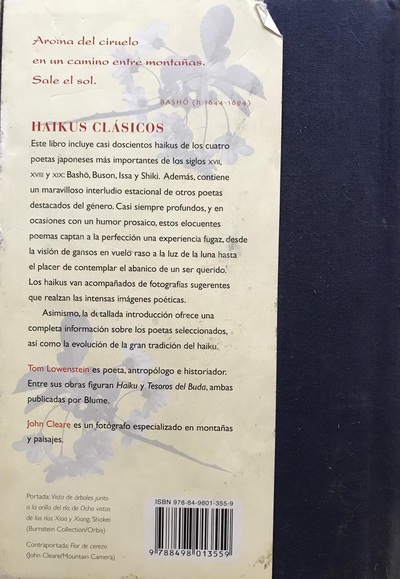 Aroma del ciruelo
en un camino entre montañas.
Sale el sol.
BASHŌ (h 1644-1694)
HAIKUS CLÁSICOS
Este libro incluye casi doscientos haikus de los cuatro
poetas japoneses más importantes de los siglos XVII,
XVIII y XIX: Bashō, Buson, Issa y Shiki. Además, contiene
un maravilloso interludio estacional de otros poetas
destacados del género. Casi siempre profundos, y en
ocasiones con un humor prosaico, estos elocuentes
poemas captan a la perfección una experiencia fugaz, desde
la visión de gansos en vuelo raso a la luz de la luna hasta
el placer de contemplar el abanico de un ser querido.
Los haikus van acompañados de fotografías sugerentes
que realzan las intensas imágenes poéticas.
Asimismo, la detallada introducción ofrece una
completa información sobre los poetas seleccionados,
así como la evolución de la gran tradición del haiku.
Tom Lowenstein es poeta, antropólogo e historiador.
Entre sus obras figuran Haiku y Tesoros del Buda, ambas
publicadas por Blume.
John Cleare es un fotógrafo especializado en montañas
y paisajes.
Portada: Vista de árboles junto
a la orilla del río, de Ocho vistas
de los ríos Xiao y Xiang, Shokei
(Burnstein Collection/Orbis)
Contraportada: Flor de cerezo
(John Cleare/Mountain Camera)
ISBN 978-84-9801-355-9
9 788498 013559